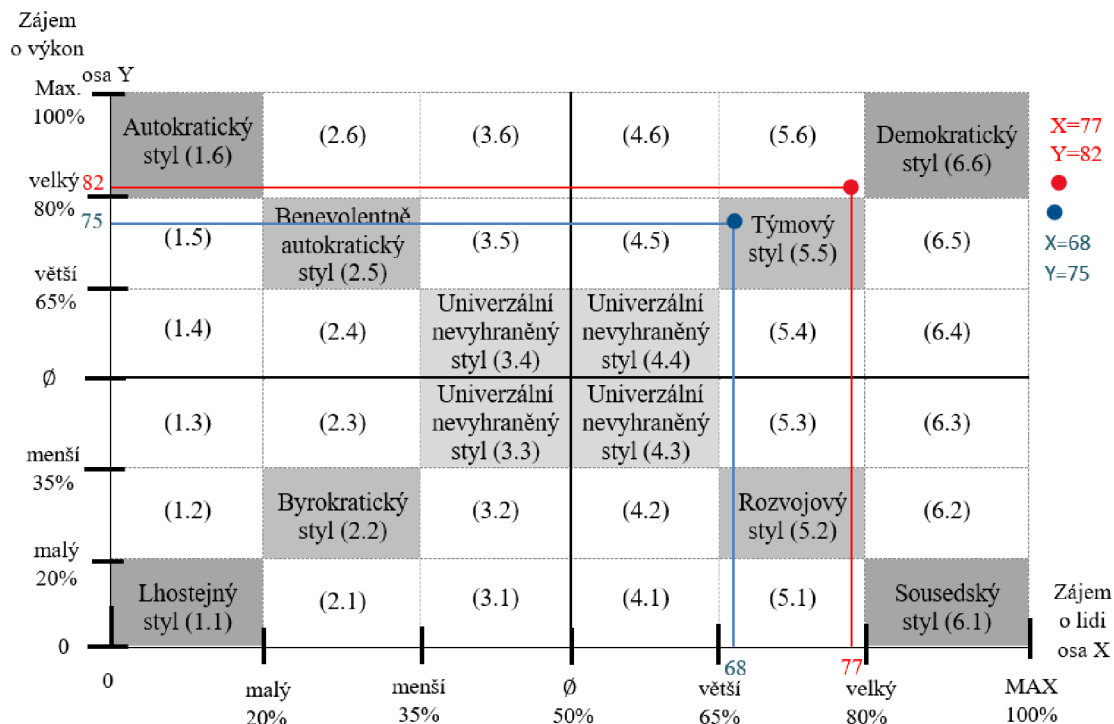 Zájem
o výkon
osa Y
Max.
100%
Autokratický
styl (1.6)
(2.6)
(3.6)
(4.6)
(5.6)
Demokratický
styl (6.6)
X=77
Y=82
velký
80%
82
75
(1.5)
Benevolentně
autokratický
styl (2.5)
(3.5)
(4.5)
Týmový
styl (5.5)
(6.5)
X=68
Y=75
větší
65%
(1.4)
(2.4)
Univerzální
nevyhraněný
styl (3.4)
Univerzální
nevyhraněný
styl (4.4)
(5.4)
(6.4)
Ø
(1.3)
(2.3)
Univerzální
nevyhraněný
styl (3.3)
Univerzální
nevyhraněný
styl (4.3)
(5.3)
(6.3)
menší
35%
(1.2)
Byrokratický
styl (2.2)
(3.2)
(4.2)
Rozvojový
styl (5.2)
(6.2)
malý
20%
Lhostejný
styl (1.1)
(2.1)
(3.1)
(4.1)
(5.1)
Sousedský
styl (6.1)
Zájem
o lidi
osa X
0
0
malý
20%
menší
35%
Ø
50%
68
větší
65%
77
velký
80%
MAX
100%